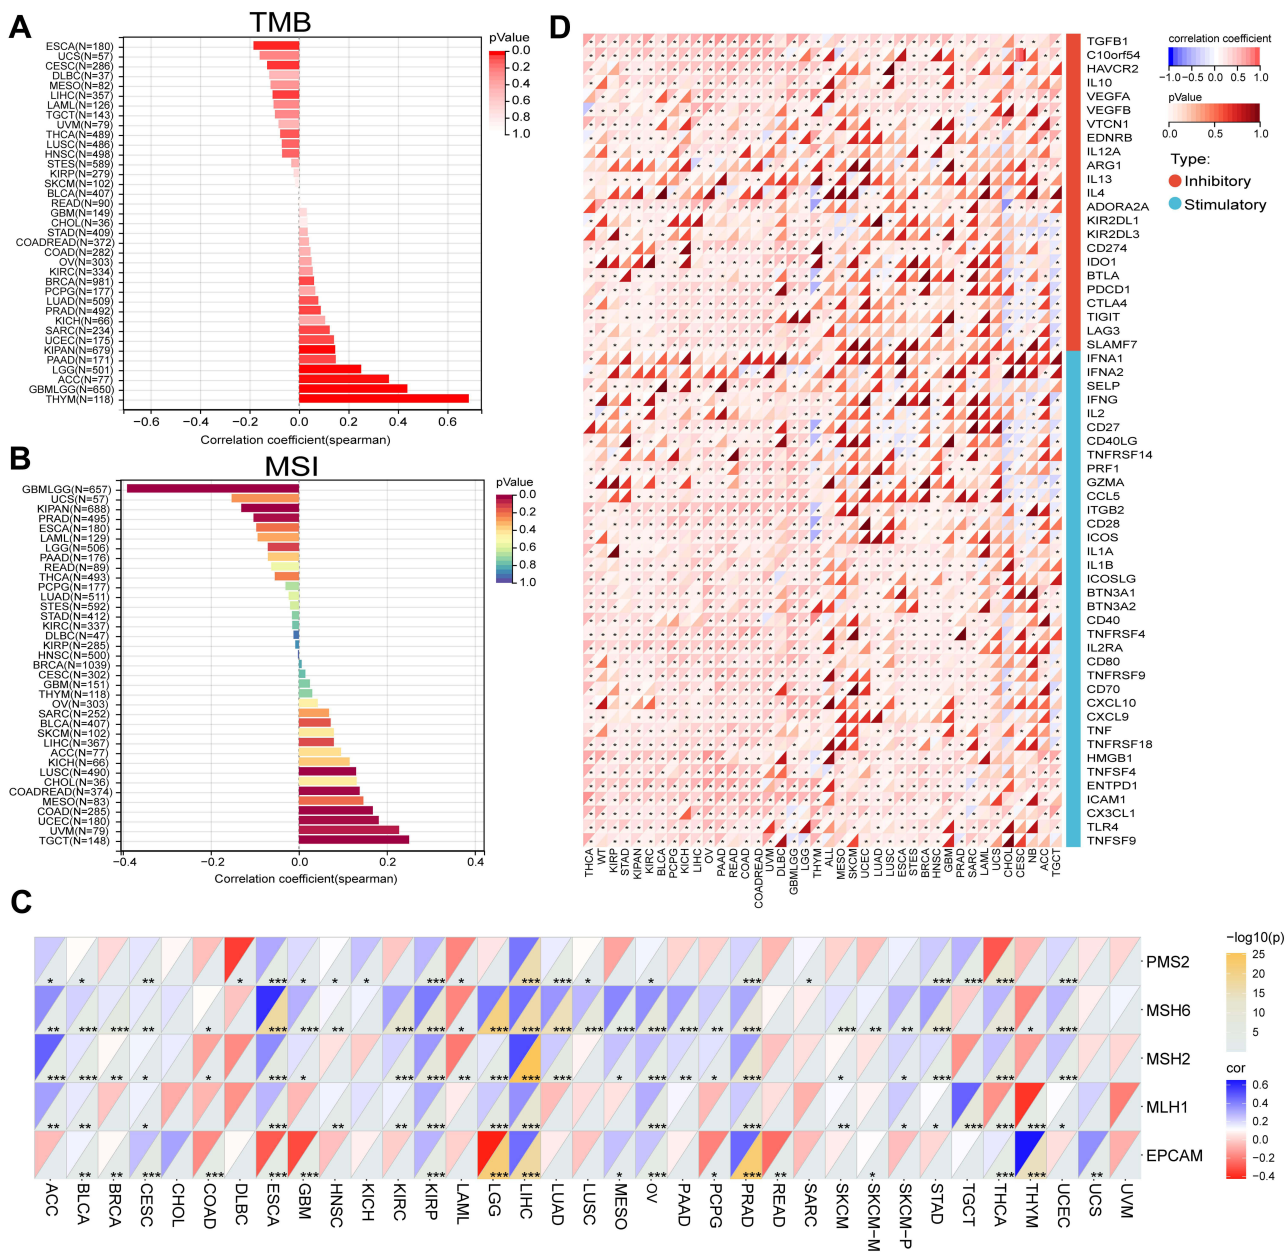 A
TMB
ESCA(N=180)
UCS(N=57)
CESC(N=286)
DLBC(N=37)
MESO(N=82)
LIHC(N=357)
LAML(N=126)
TGCT(N=143)
UVM(N=79)
THCA(N=489)
LUSC(N=486)
HNSC(N=498)
STES(N=589)
KIRP(N=279)
SKCM(N=102)
BLCA(N=407)
READ(N=90)
GBM(N=149)
CHOL(N=36)
STAD(N=409)
COADREAD(N=372)
COAD(N=282)
OV(N=303)
KIRC(N=334)
BRCA(N=981)
PCPG(N=177)
LUAD(N=509)
PRAD(N=492)
KICH(N=66)
SARC(N=234)
UCEC(N=175)
KIPAN(N=679)
PAAD(N=171)
LGG(N=501)
ACC(N=77)
GBMLGG(N=650)
THYM(N=118)
−0.6 −0.4 −0.2 0.0 0.2 0.4 0.6
Correlation coefficient(spearman)
pValue
0.0
0.2
0.4
0.6
0.8
1.0
B
MSI
GBMLGG(N=657)
UCS(N=57)
KIPAN(N=688)
PRAD(N=495)
ESCA(N=180)
LAML(N=129)
LGG(N=506)
PAAD(N=176)
READ(N=89)
THCA(N=493)
PCPG(N=177)
LUAD(N=511)
STES(N=592)
STAD(N=412)
KIRC(N=337)
DLBC(N=47)
KIRP(N=285)
HNSC(N=500)
BRCA(N=1039)
CESC(N=302)
GBM(N=151)
THYM(N=118)
OV(N=303)
SARC(N=252)
BLCA(N=407)
SKCM(N=102)
LIHC(N=367)
ACC(N=77)
KICH(N=66)
LUSC(N=490)
CHOL(N=36)
COADREAD(N=374)
MESO(N=83)
COAD(N=285)
UCEC(N=180)
UVM(N=79)
TGCT(N=148)
−0.4 −0.2 0.0 0.2 0.4
Correlation coefficient(spearman)
pValue
0.0
0.2
0.4
0.6
0.8
1.0
D
TGFB1
C10orf54
HAVCR2
IL10
VEGFA
VEGFB
VTCN1
EDNRB
IL12A
ARG1
IL13
IL4
ADORA2A
KIR2DL1
KIR2DL3
CD274
IDO1
BTLA
PDCD1
CTLA4
TIGIT
LAG3
SLAMF7
IFNA1
IFNA2
SELP
IFNG
IL2
CD27
CD40LG
TNFRSF14
PRF1
GZMA
CCL5
ITGB2
CD28
ICOS
IL1A
IL1B
ICOSLG
BTN3A1
BTN3A2
CD40
TNFRSF4
IL2RA
CD80
TNFRSF9
CD70
CXCL10
CXCL9
TNF
TNFRSF18
HMGB1
TNFSF4
ENTPD1
ICAM1
CX3CL1
TLR4
TNFSF9
THCA WT KIRP STAD KIPAN KIRC BLCA PCPG KICH LIHC OV PAAD READ COAD COADREAD UVM DLBC GBMLGG LGG THYM ALL MESO SKCM UCEC LUAD LUSC ESCA STES BRCA HNSC GBM PRAD SARC LAML UCS CHOL CESC NB ACC TGCT
correlation coefficient
−1.0 −0.5 0.0 0.5 1.0
pValue
0.0 0.5 1.0
Type:
Inhibitory
Stimulatory
C
PMS2
MSH6
MSH2
MLH1
EPCAM
ACC BLCA BRCA CESC CHOL COAD DLBC ESCA GBM HNSC KICH KIRC KIRP LAML LGG LIHC LUAD LUSC MESO OV PAAD PCPG PRAD READ SARC SKCM SKCM−M SKCM−P STAD TGCT THCA THYM UCEC UCS UVM
−log10(p)
25
20
15
10
5
cor
0.6
0.4
0.2
0.0
−0.2
−0.4